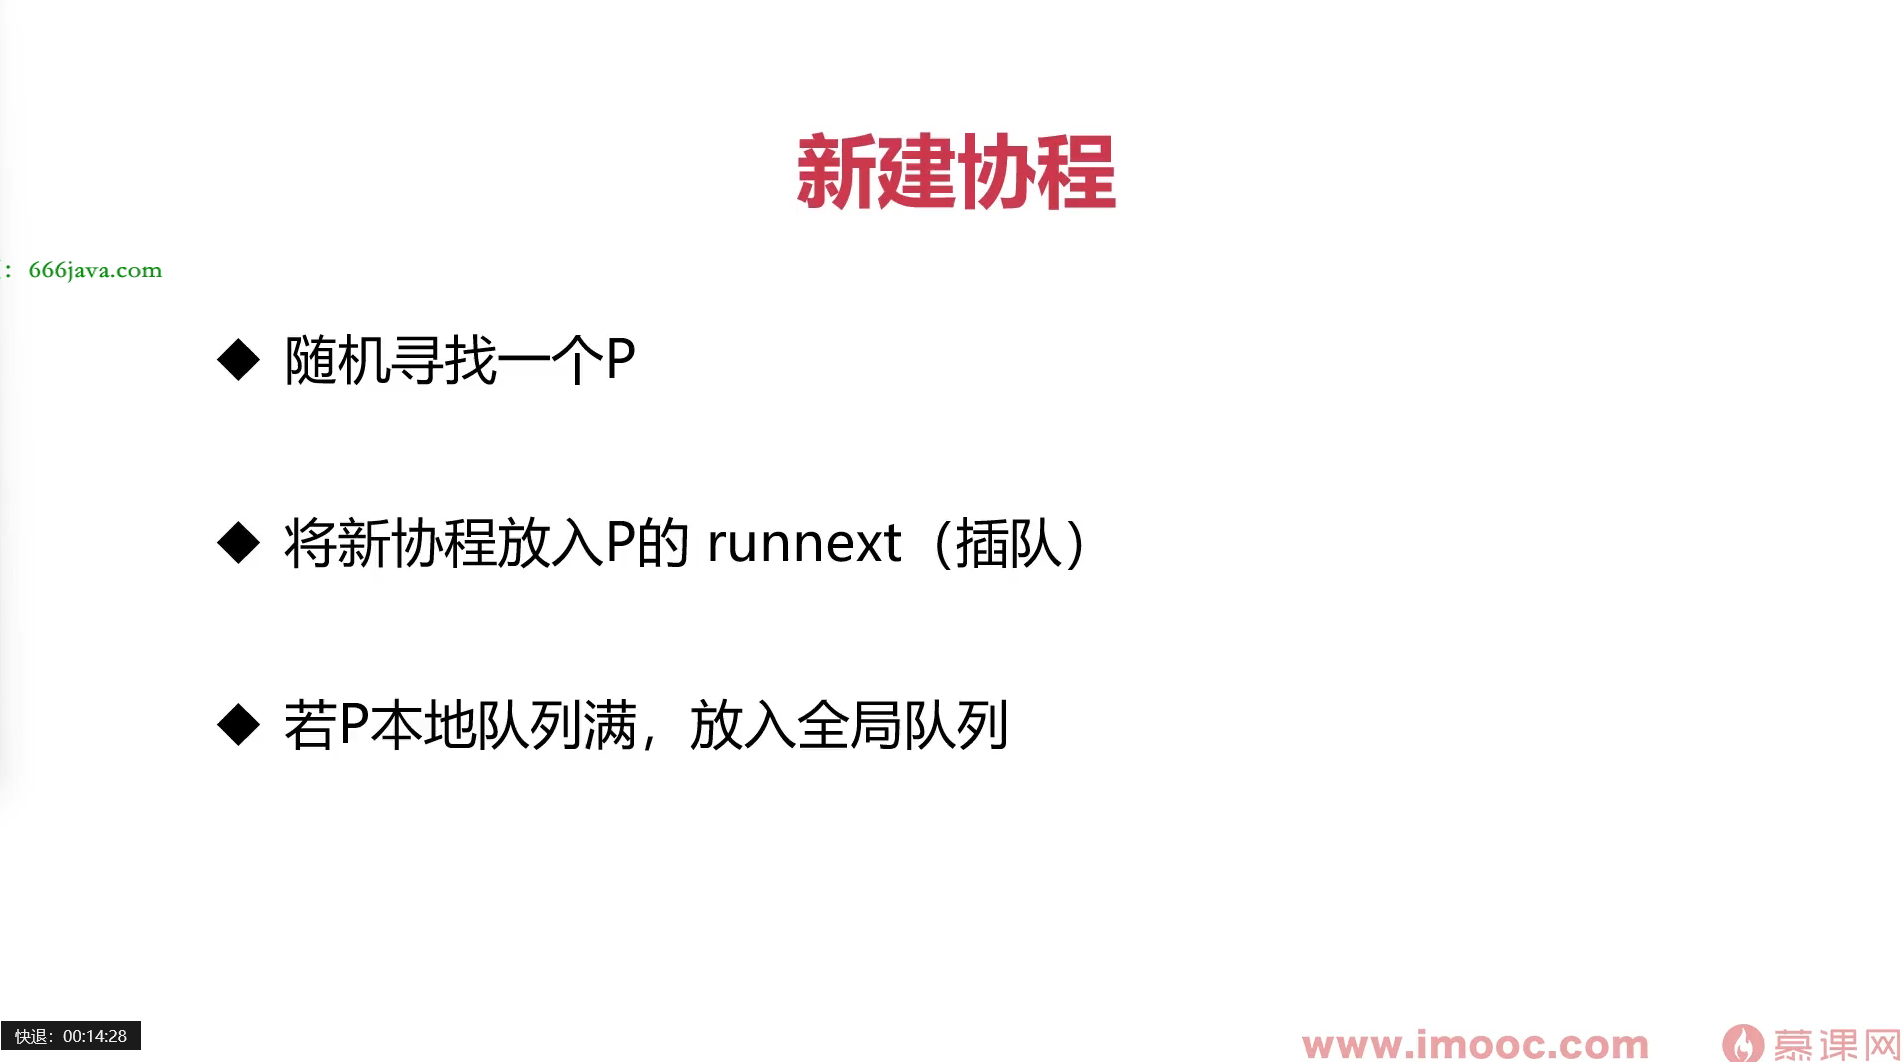 新建协程
：666java.com
◆ 随机寻找一个P
◆ 将新协程放入P的 runnext（插队）
◆ 若P本地队列满，放入全局队列
快退：00:14:28
www.imooc.com 慕课网